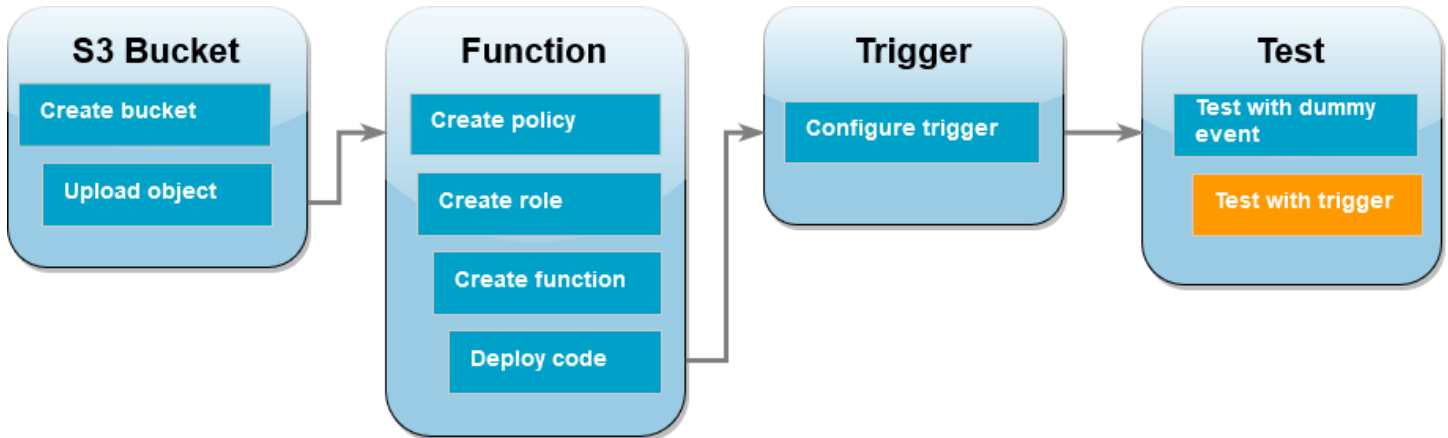 S3 Bucket
Create bucket
Upload object
Function
Create policy
Create role
Create function
Deploy code
Trigger
Configure trigger
Test
Test with dummy
event
Test with trigger